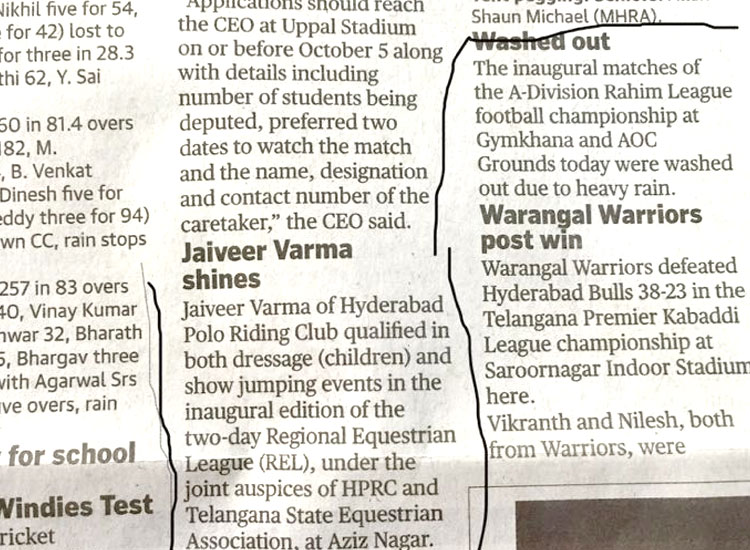 Nikhil five for 54,
for 42) lost to
for three in 28.3
62, Y. Sai
in 81.4 overs
M.
B. Venkat
Dinesh five for
three for 94)
CC, rain stops
257 in 83 overs
Vinay Kumar
32, Bharath
Bhargav three
with Agarwal Srs
overs, rain
for school
Windies Test
"Applications should reach
the CEO at Uppal Stadium
on or before October 5 along
with details including
number of students being
deputed, preferred two
dates to watch the match
and the name, designation
and contact number of the
caretaker,” the CEO said.
Jaiveer Varma
shines
Jaiveer Varma of Hyderabad
Polo Riding Club qualified in
both dressage (children) and
show jumping events in the
inaugural edition of the
two-day Regional Equestrian
League (REL), under the
joint auspices of HPRC and
Telangana State Equestrian
Association, at Aziz Nagar.
Shaun Michael (MHRA).
Washed out
The inaugural matches of
the A-Division Rahim League
football championship at
Gymkhana and AOC
Grounds today were washed
out due to heavy rain.
Warangal Warriors
post win
Warangal Warriors defeated
Hyderabad Bulls 38-23 in the
Telangana Premier Kabaddi
League championship at
Saroornagar Indoor Stadium
here.
Vikranth and Nilesh, both
from Warriors, were